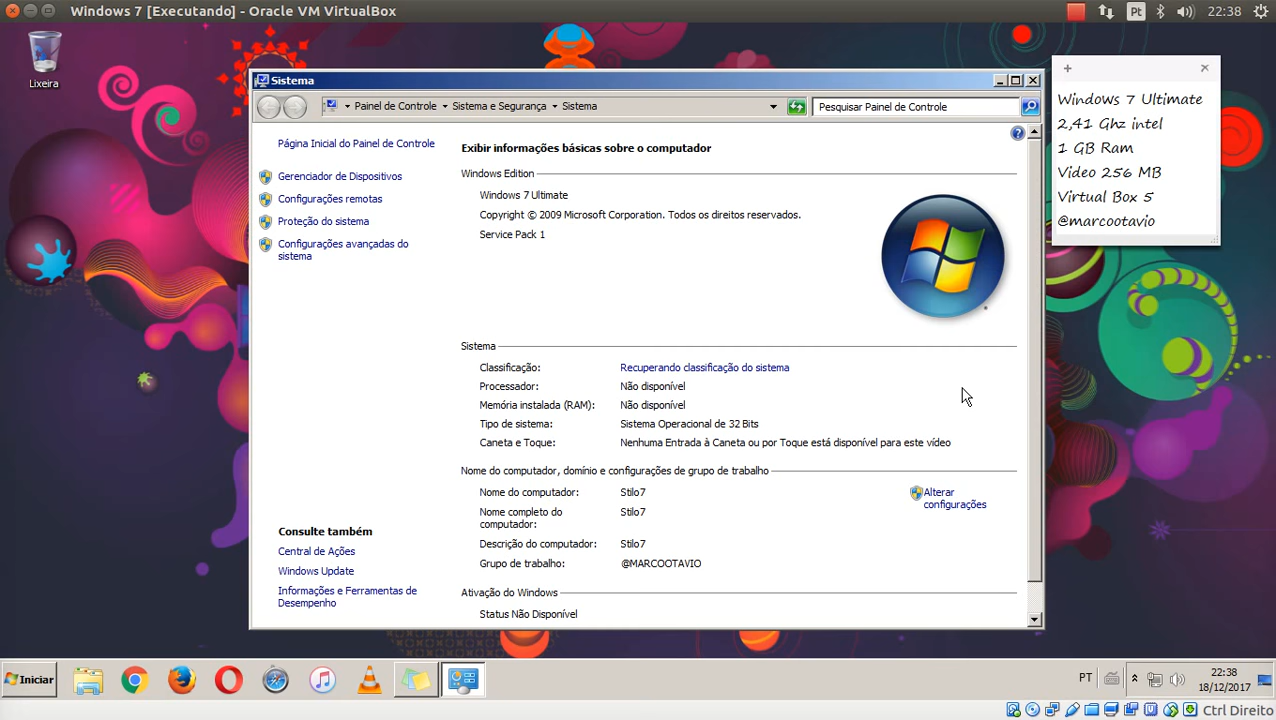 Windows 7 [Executando] - Oracle VM VirtualBox
Pt
22:38
Lixeira
Sistema
Painel de Controle
Sistema e Segurança
Sistema
Pesquisar Painel de Controle
Página Inicial do Painel de Controle
Gerenciador de Dispositivos
Configurações remotas
Proteção do sistema
Configurações avançadas do
sistema
Consulte também
Central de Ações
Windows Update
Informações e Ferramentas de
Desempenho
Exibir informações básicas sobre o computador
Windows Edition
Windows 7 Ultimate
Copyright © 2009 Microsoft Corporation. Todos os direitos reservados.
Service Pack 1
Sistema
Classificação: Recuperando classificação do sistema
Processador: Não disponível
Memória instalada (RAM): Não disponível
Tipo de sistema: Sistema Operacional de 32 Bits
Caneta e Toque: Nenhuma Entrada à Caneta ou por Toque está disponível para este vídeo
Nome do computador, domínio e configurações de grupo de trabalho
Nome do computador: Stilo7
Alterar
configurações
Nome completo do
computador: Stilo7
Descrição do computador: Stilo7
Grupo de trabalho: @MARCOOTAVIO
Ativação do Windows
Status Não Disponível
Windows 7 Ultimate
2,41 Ghz intel
1 GB Ram
Video 256 MB
Virtual Box 5
@marcootavio
Iniciar
PT
22:38
18/12/2017
Ctrl Direito